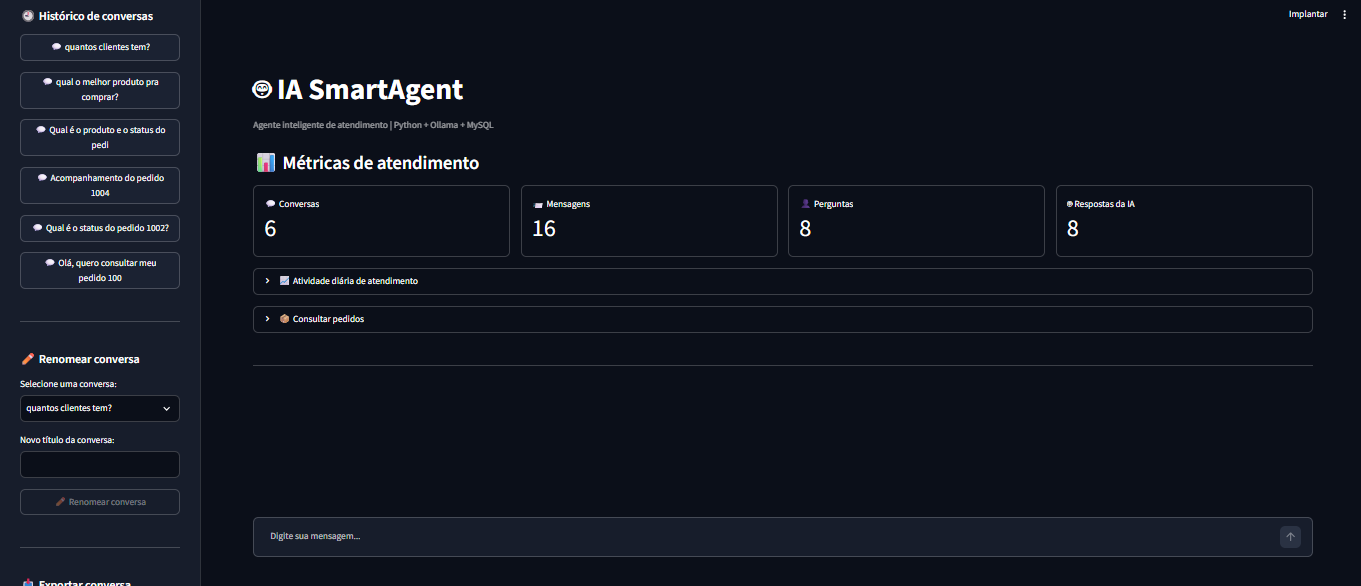 Histórico de conversas
quantos clientes tem?
qual o melhor produto pra
comprar?
Qual é o produto e o status do
pedi
Acompanhamento do pedido
1004
Qual é o status do pedido 1002?
Olá, quero consultar meu
pedido 100
Renomear conversa
Selecione uma conversa:
quantos clientes tem?
Novo título da conversa:
Renomear conversa
Exportar conversa
Implantar
IA SmartAgent
Agente inteligente de atendimento | Python + Ollama + MySQL
Métricas de atendimento
Conversas
6
Mensagens
16
Perguntas
8
Respostas da IA
8
Atividade diária de atendimento
Consultar pedidos
Digite sua mensagem...